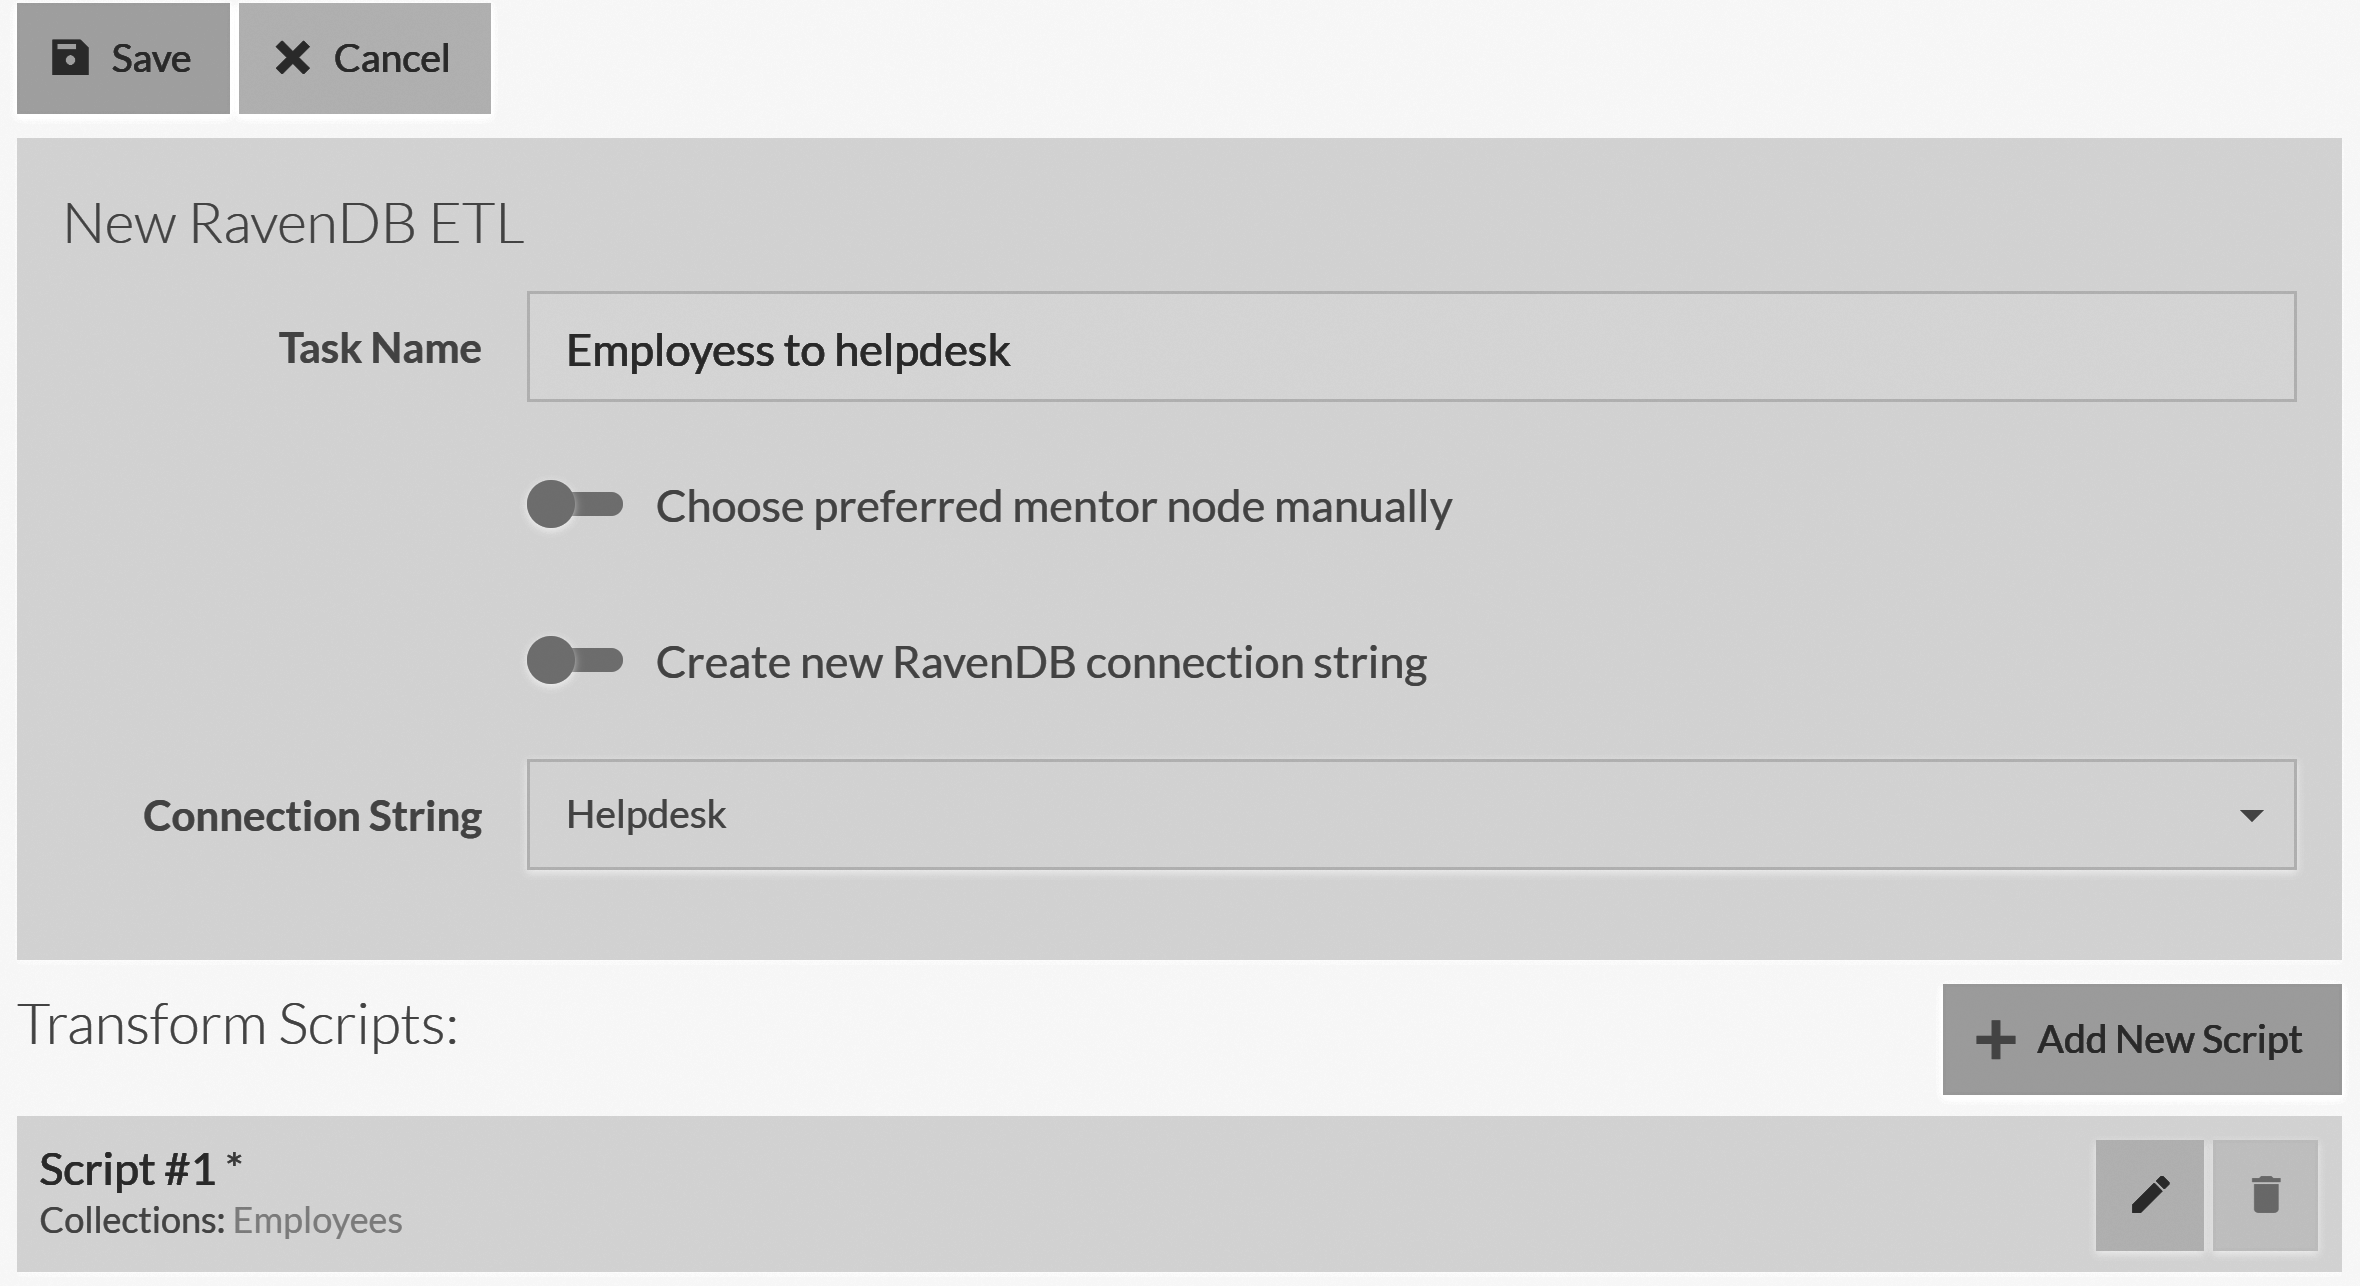 Save Cancel
New RavenDB ETL
Task Name Employess to helpdesk
Choose preferred mentor node manually
Create new RavenDB connection string
Connection String Helpdesk
Transform Scripts: Add New Script
Script #1 *
Collections: Employees